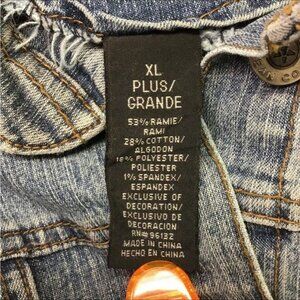 XL
PLUS/
GRANDE
53% RAMIE/
RAMI
28% COTTON/
ALGODON
18% POLYESTER/
POLIESTER
1% SPANDEX/
ESPANDEX
EXCLUSIVE OF
DECORATION/
EXCLUSIVO DE
DECORACION
RN# 96132
MADE IN CHINA
HECHO EN CHINA